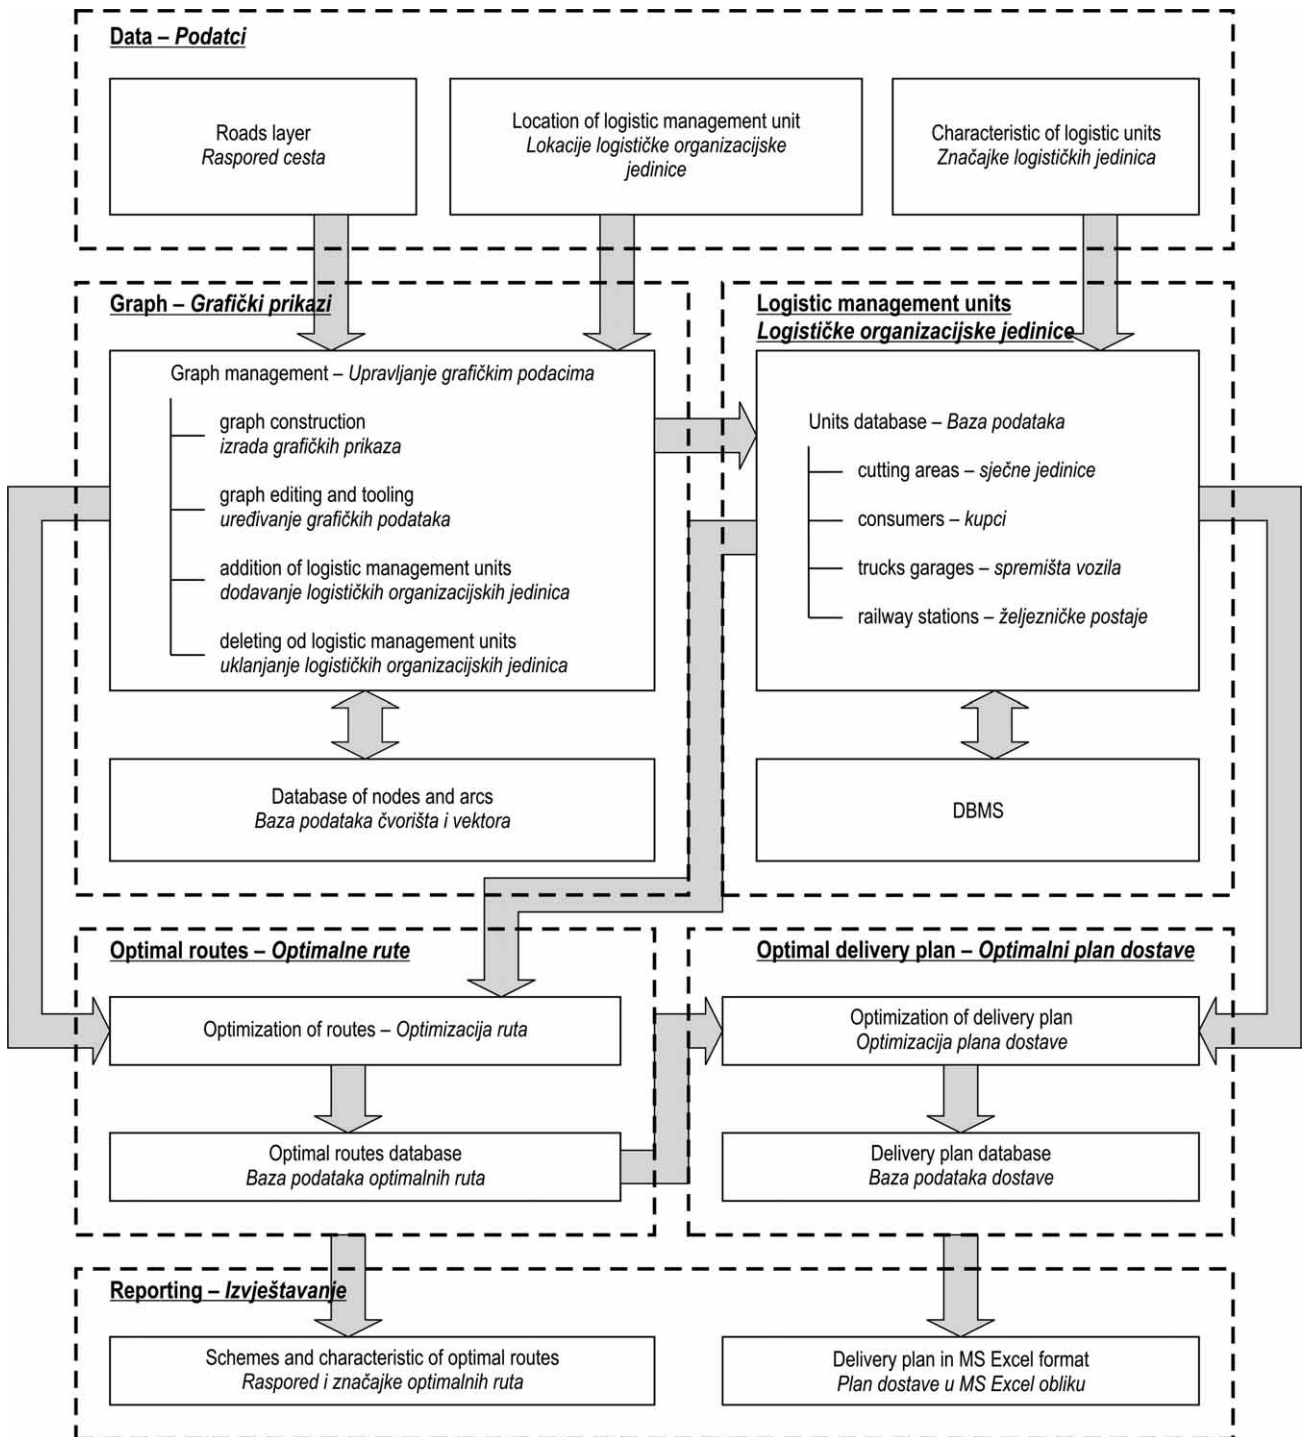 Data – Podatci
Roads layer
Raspored cesta
Location of logistic management unit
Lokacije logističke organizacijske
jedinice
Characteristic of logistic units
Značajke logističkih jedinica
Graph – Grafički prikazi
Graph management – Upravljanje grafičkim podacima
graph construction
izrada grafičkih prikaza
graph editing and tooling
uređivanje grafičkih podataka
addition of logistic management units
dodavanje logističkih organizacijskih jedinica
deleting od logistic management units
uklanjanje logističkih organizacijskih jedinica
Database of nodes and arcs
Baza podataka čvorišta i vektora
Logistic management units
Logističke organizacijske jedinice
Units database – Baza podataka
cutting areas – sječne jedinice
consumers – kupci
trucks garages – spremišta vozila
railway stations – željezničke postaje
DBMS
Optimal routes – Optimalne rute
Optimization of routes – Optimizacija ruta
Optimal routes database
Baza podataka optimalnih ruta
Optimal delivery plan – Optimalni plan dostave
Optimization of delivery plan
Optimizacija plana dostave
Delivery plan database
Baza podataka dostave
Reporting – Izvještavanje
Schemes and characteristic of optimal routes
Raspored i značajke optimalnih ruta
Delivery plan in MS Excel format
Plan dostave u MS Excel obliku